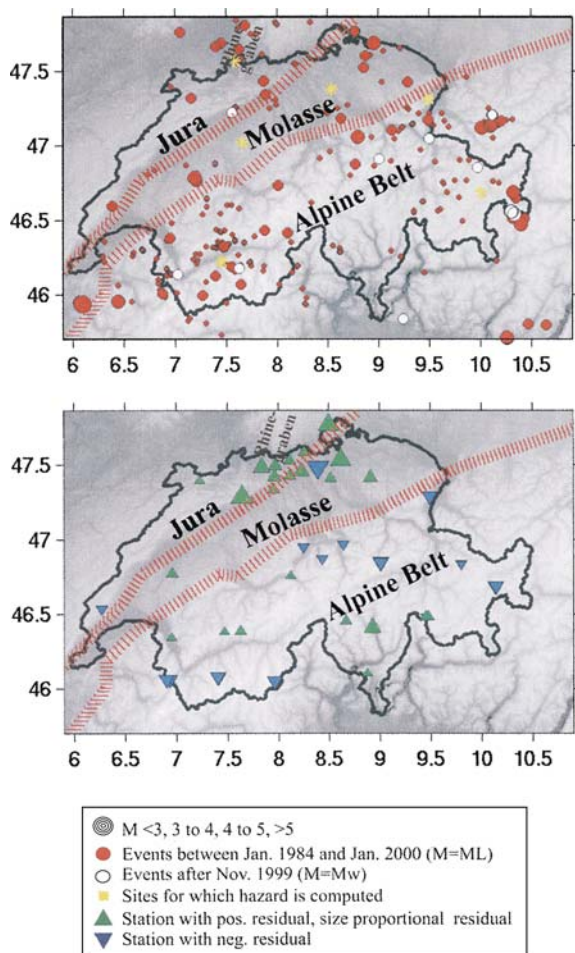 Rhine-
graben
47.5
47
46.5
46
Jura
Molasse
Alpine Belt
6 6.5 7 7.5 8 8.5 9 9.5 10 10.5
Rhine-
graben
47.5
47
46.5
46
Jura
Molasse
Alpine Belt
6 6.5 7 7.5 8 8.5 9 9.5 10 10.5
M <3, 3 to 4, 4 to 5, >5
Events between Jan. 1984 and Jan. 2000 (M=ML)
Events after Nov. 1999 (M=Mw)
Sites for which hazard is computed
Station with pos. residual, size proportional residual
Station with neg. residual